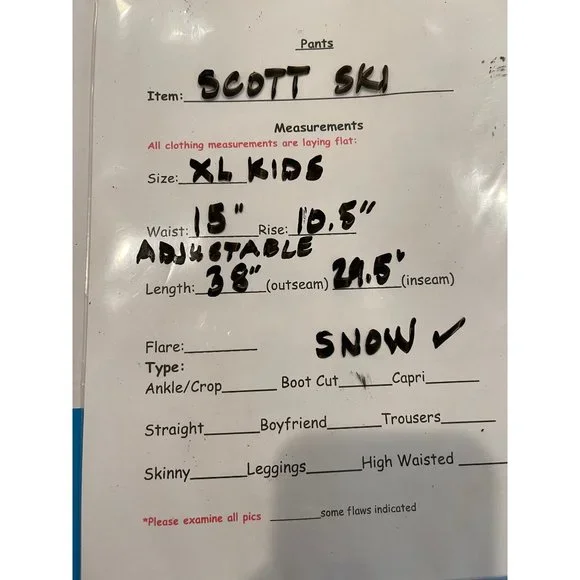 Pants
Item: SCOTT SKI
Measurements
All clothing measurements are laying flat:
Size: XL KIDS
Waist: 15" Rise: 10.5"
ADJUSTABLE
Length: 38" (outseam) 29.5" (inseam)
Flare:
SNOW ✓
Type:
Ankle/Crop Boot Cut Capri
Straight Boyfriend Trousers
Skinny Leggings High Waisted
*Please examine all pics some flaws indicated